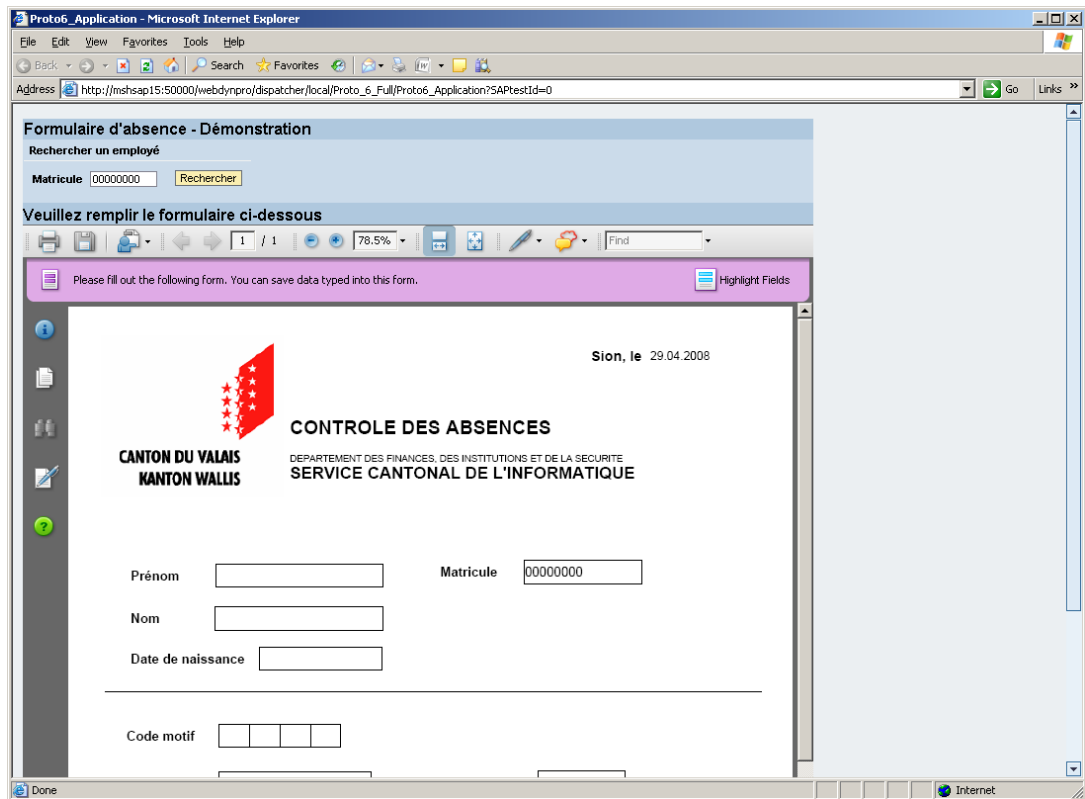 Proto6_Application - Microsoft Internet Explorer
File Edit View Favorites Tools Help
Back Search Favorites
Address http://mshsap15:50000/webdynpro/dispatcher/local/Proto_6_Full/Proto6_Application?SAPtestId=0 Go Links »
Formulaire d'absence - Démonstration
Rechercher un employé
Matricule 00000000 Rechercher
Veuillez remplir le formulaire ci-dessous
1 / 1 78.5% Find
Please fill out the following form. You can save data typed into this form. Highlight Fields
Sion, le 29.04.2008
CONTROLE DES ABSENCES
CANTON DU VALAIS
KANTON WALLIS
DEPARTEMENT DES FINANCES, DES INSTITUTIONS ET DE LA SECURITE
SERVICE CANTONAL DE L'INFORMATIQUE
Prénom Matricule 00000000
Nom
Date de naissance
Code motif
Done Internet